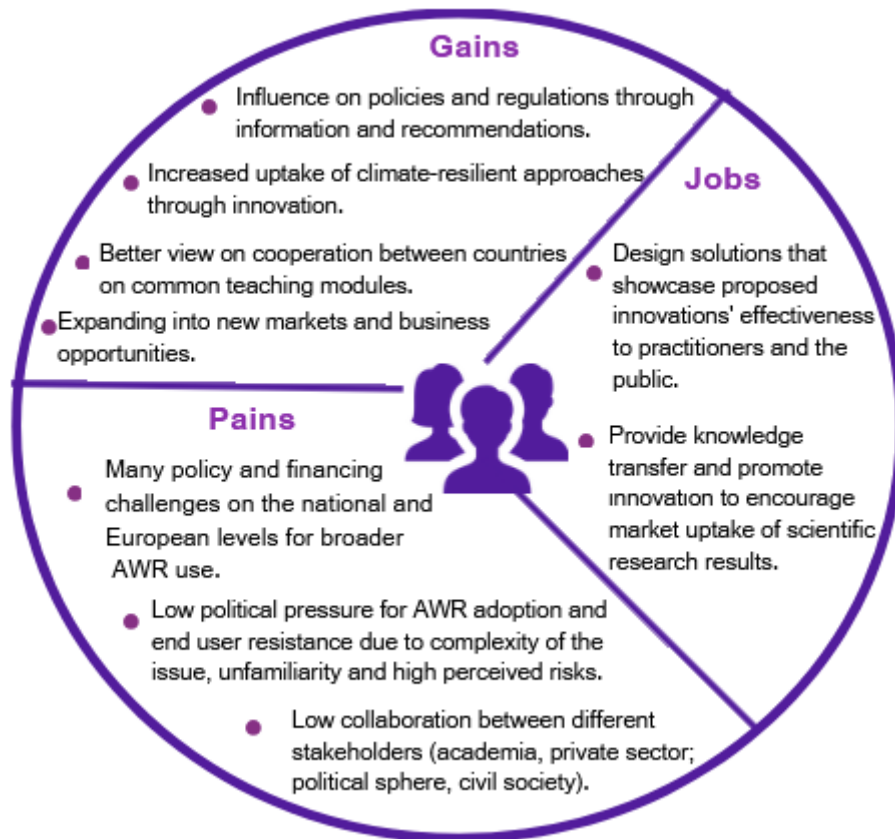 Gains
Influence on policies and regulations through
information and recommendations.
Increased uptake of climate-resilient approaches
through innovation.
Better view on cooperation between countries
on common teaching modules.
Expanding into new markets and business
opportunities.
Jobs
Design solutions that
showcase proposed
innovations' effectiveness
to practitioners and the
public.
Provide knowledge
transfer and promote
innovation to encourage
market uptake of scientific
research results.
Pains
Many policy and financing
challenges on the national and
European levels for broader
AWR use.
Low political pressure for AWR adoption and
end user resistance due to complexity of the
issue, unfamiliarity and high perceived risks.
Low collaboration between different
stakeholders (academia, private sector;
political sphere, civil society).